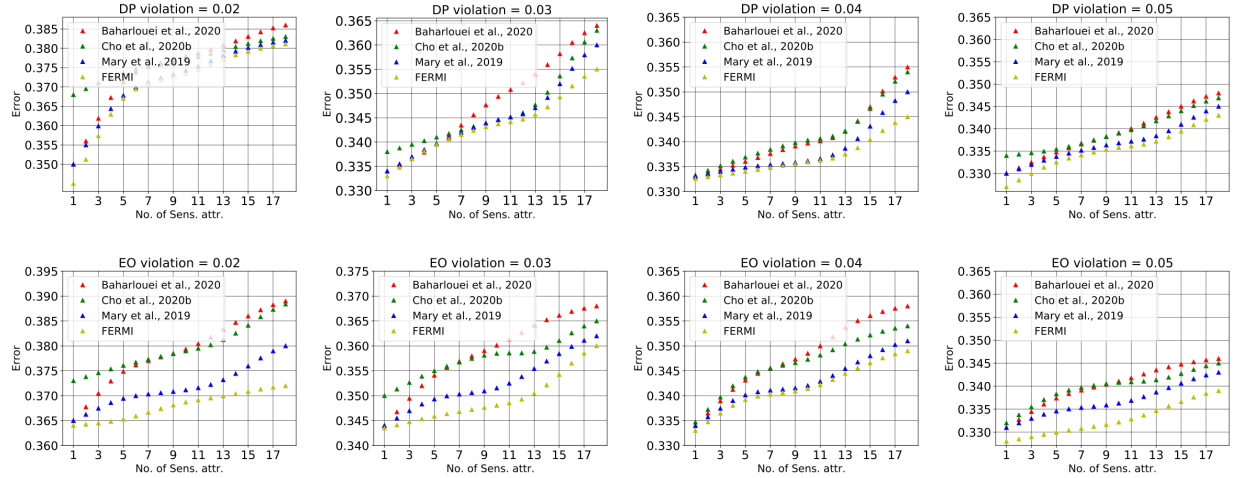 DP violation = 0.02
0.385
0.380
0.375
0.370
0.365
0.360
0.355
0.350
Error
Baharlouei et al., 2020
Cho et al., 2020b
Mary et al., 2019
FERMI
1 3 5 7 9 11 13 15 17
No. of Sens. attr.
DP violation = 0.03
0.365
0.360
0.355
0.350
0.345
0.340
0.335
0.330
Error
Baharlouei et al., 2020
Cho et al., 2020b
Mary et al., 2019
FERMI
1 3 5 7 9 11 13 15 17
No. of Sens. attr.
DP violation = 0.04
0.365
0.360
0.355
0.350
0.345
0.340
0.335
0.330
Error
Baharlouei et al., 2020
Cho et al., 2020b
Mary et al., 2019
FERMI
1 3 5 7 9 11 13 15 17
No. of Sens. attr.
DP violation = 0.05
0.365
0.360
0.355
0.350
0.345
0.340
0.335
0.330
0.325
Error
Baharlouei et al., 2020
Cho et al., 2020b
Mary et al., 2019
FERMI
1 3 5 7 9 11 13 15 17
No. of Sens. attr.
EO violation = 0.02
0.395
0.390
0.385
0.380
0.375
0.370
0.365
0.360
Error
Baharlouei et al., 2020
Cho et al., 2020b
Mary et al., 2019
FERMI
1 3 5 7 9 11 13 15 17
No. of Sens. attr.
EO violation = 0.03
0.375
0.370
0.365
0.360
0.355
0.350
0.345
0.340
Error
Baharlouei et al., 2020
Cho et al., 2020b
Mary et al., 2019
FERMI
1 3 5 7 9 11 13 15 17
No. of Sens. attr.
EO violation = 0.04
0.365
0.360
0.355
0.350
0.345
0.340
0.335
0.330
Error
Baharlouei et al., 2020
Cho et al., 2020b
Mary et al., 2019
FERMI
1 3 5 7 9 11 13 15 17
No. of Sens. attr.
EO violation = 0.05
0.365
0.360
0.355
0.350
0.345
0.340
0.335
0.330
Error
Baharlouei et al., 2020
Cho et al., 2020b
Mary et al., 2019
FERMI
1 3 5 7 9 11 13 15 17
No. of Sens. attr.